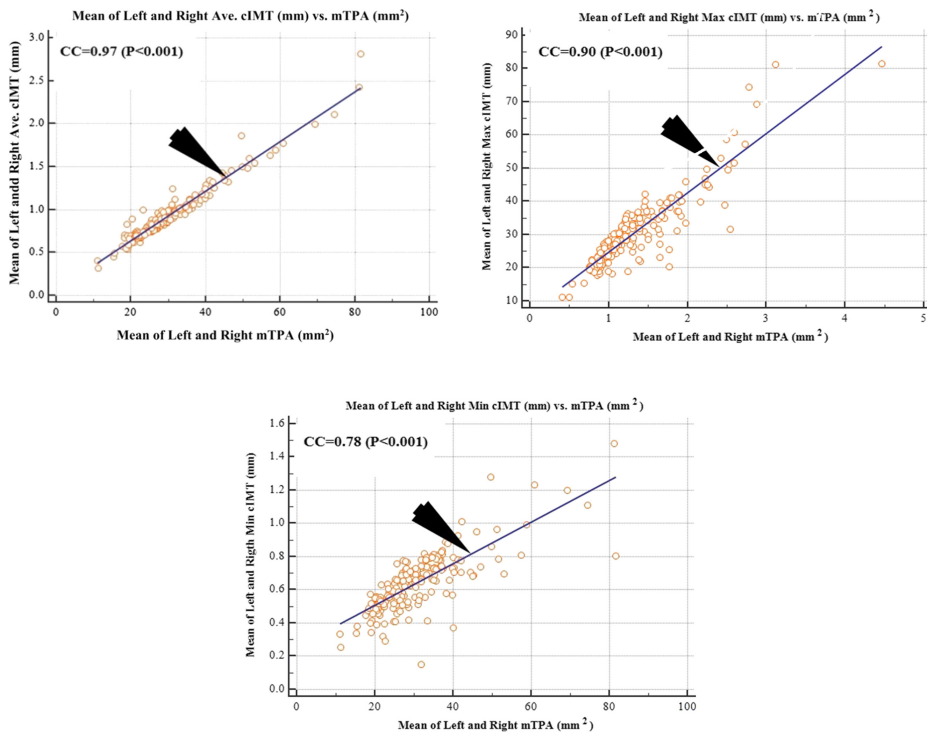 Mean of Left and Right Ave. cIMT (mm) vs. mTPA (mm²)
CC=0.97 (P<0.001)
Mean of Left andd Right Ave. cIMT (mm)
3.0
2.5
2.0
1.5
1.0
0.5
0.0
0 20 40 60 80 100
Mean of Left and Right mTPA (mm²)
Mean of Left and Right Max cIMT (mm) vs. mTPA (mm²)
CC=0.90 (P<0.001)
Mean of Left and Right Max cIMT (mm)
90
80
70
60
50
40
30
20
10
0 1 2 3 4 5
Mean of Left and Right mTPA (mm²)
Mean of Left and Right Min cIMT (mm) vs. mTPA (mm²)
CC=0.78 (P<0.001)
Mean of Left and Rigth Min cIMT (mm)
1.6
1.4
1.2
1.0
0.8
0.6
0.4
0.2
0.0
0 20 40 60 80 100
Mean of Left and Right mTPA (mm²)